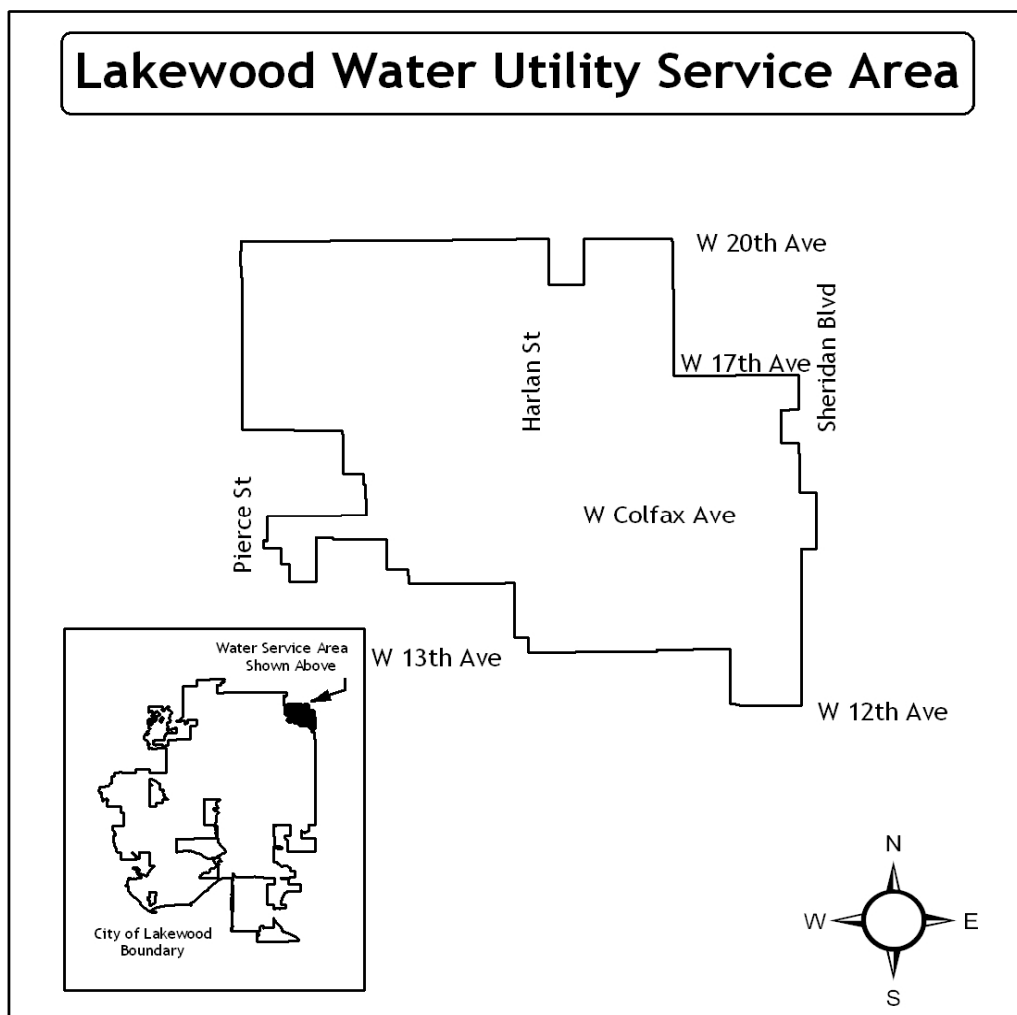 Lakewood Water Utility Service Area
W 20th Ave
Sheridan Blvd
Harlan St
W 17th Ave
Pierce St
W Colfax Ave
W 13th Ave
W 12th Ave
Water Service Area
Shown Above
City of Lakewood
Boundary
N
W
E
S